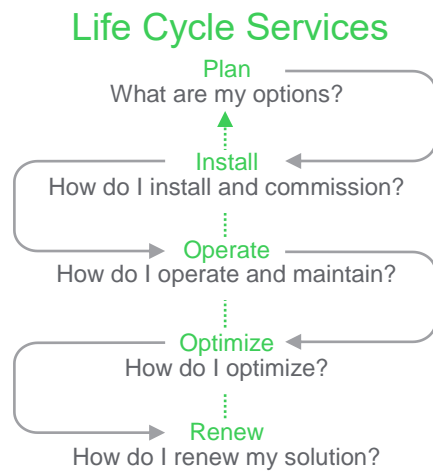 Life Cycle Services
Plan
What are my options?
Install
How do I install and commission?
Operate
How do I operate and maintain?
Optimize
How do I optimize?
Renew
How do I renew my solution?